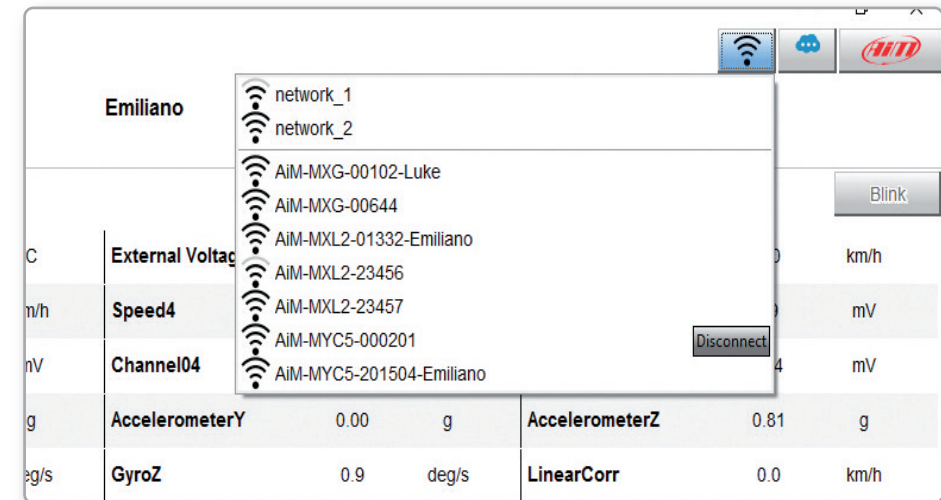 AiM
Emiliano
network_1
network_2
AiM-MXG-00102-Luke
AiM-MXG-00644
Blink
AiM-MXL2-01332-Emiliano
C External Voltag km/h
AiM-MXL2-23456
AiM-MXL2-23457
m/h Speed4 mV
AiM-MYC5-000201 Disconnect
mV Channel04 4 mV
AiM-MYC5-201504-Emiliano
g AccelerometerY 0.00 g AccelerometerZ 0.81 g
eg/s GyroZ 0.9 deg/s LinearCorr 0.0 km/h